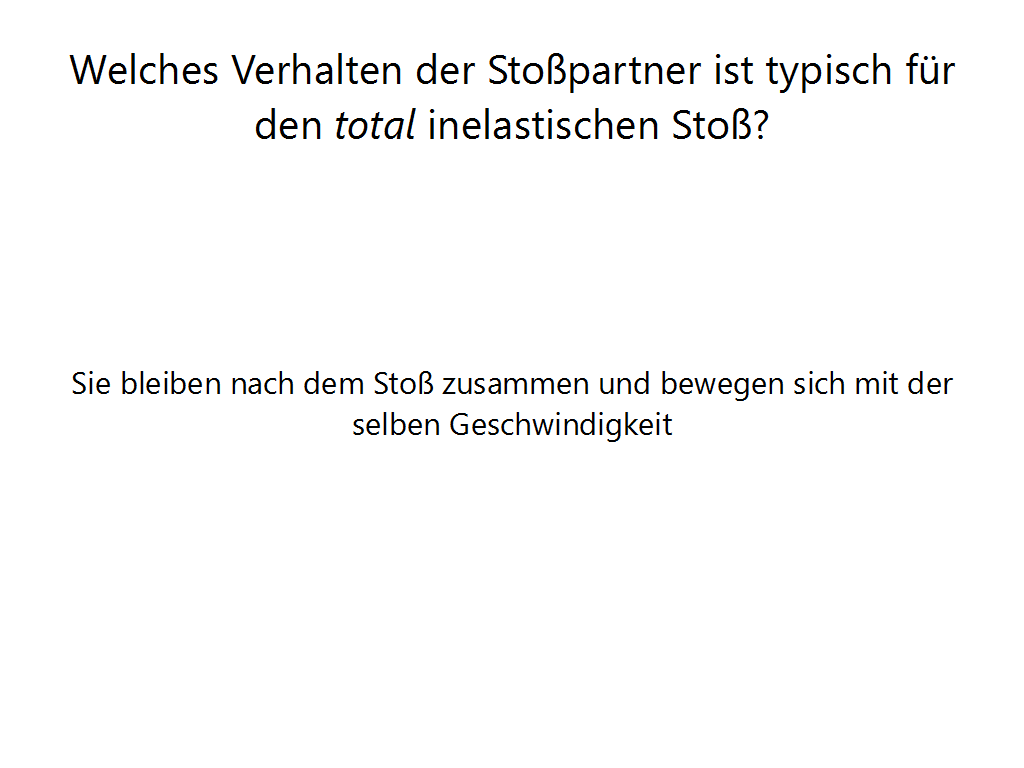 Welches Verhalten der Stoßpartner ist typisch für
den total inelastischen Stoß?
Sie bleiben nach dem Stoß zusammen und bewegen sich mit der
selben Geschwindigkeit